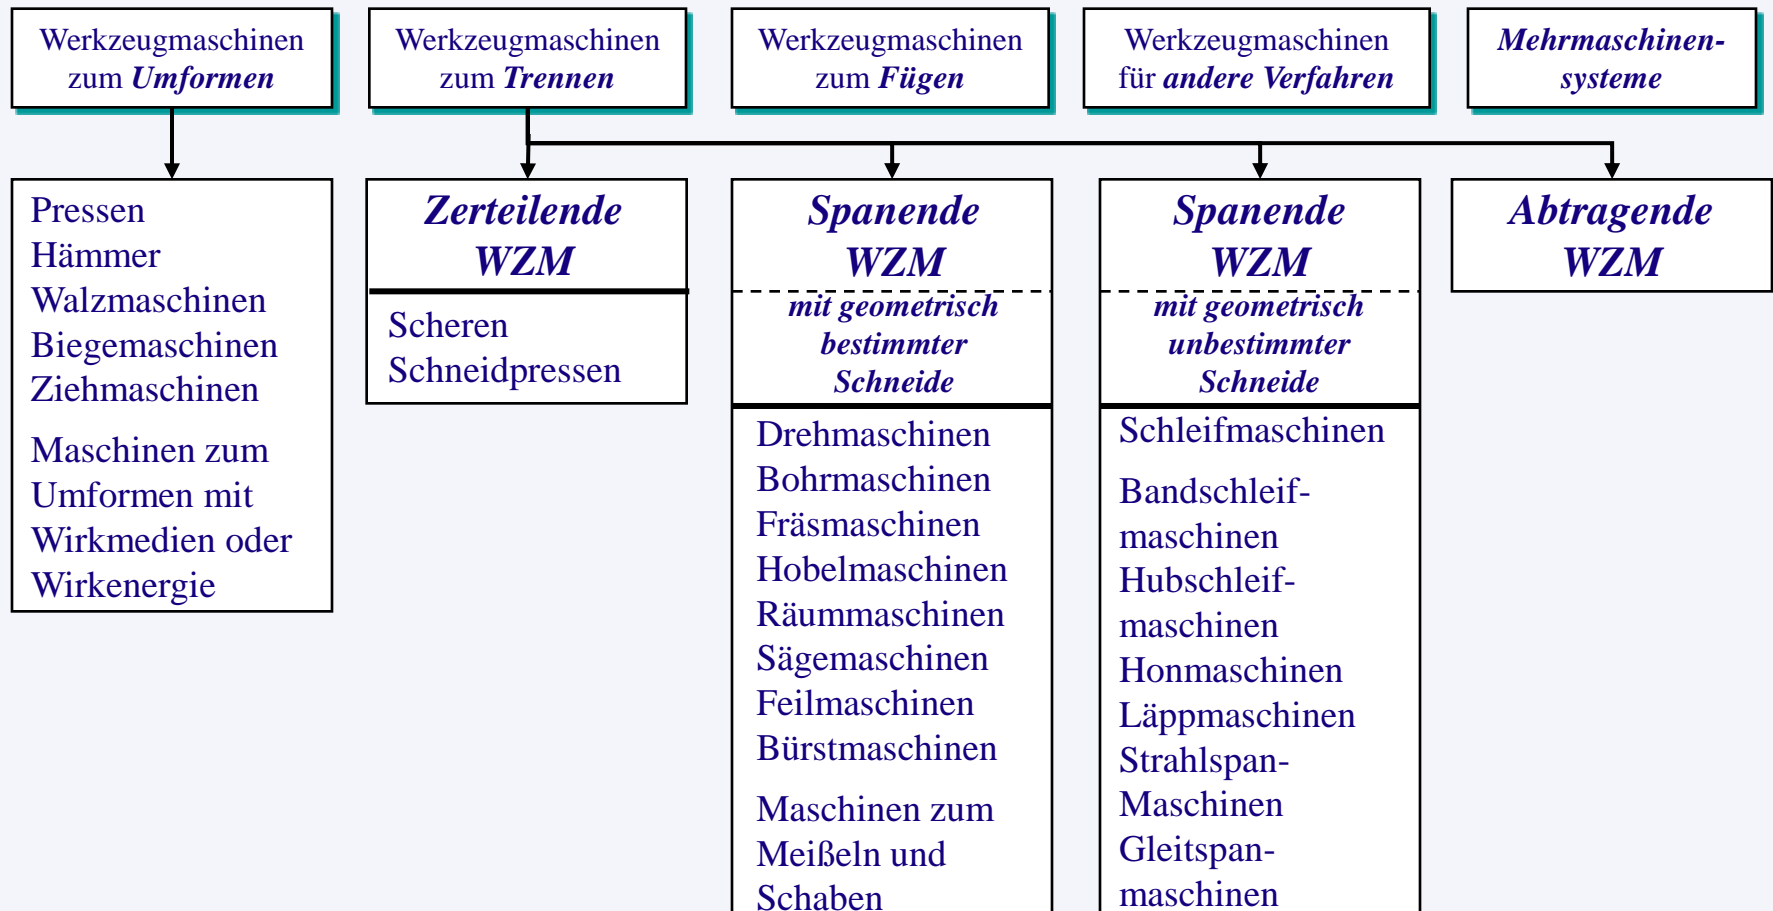 Werkzeugmaschinen
zum Umformen
Werkzeugmaschinen
zum Trennen
Werkzeugmaschinen
zum Fügen
Werkzeugmaschinen
für andere Verfahren
Mehrmaschinen-
systeme
Pressen
Hämmer
Walzmaschinen
Biegemaschinen
Ziehmaschinen
Maschinen zum
Umformen mit
Wirkmedien oder
Wirkenergie
Zerteilende
WZM
Scheren
Schneidpressen
Spanende
WZM
mit geometrisch
bestimmter
Schneide
Drehmaschinen
Bohrmaschinen
Fräsmaschinen
Hobelmaschinen
Räummaschinen
Sägemaschinen
Feilmaschinen
Bürstmaschinen
Maschinen zum
Meißeln und
Schaben
Spanende
WZM
mit geometrisch
unbestimmter
Schneide
Schleifmaschinen
Bandschleif-
maschinen
Hubschleif-
maschinen
Honmaschinen
Läppmaschinen
Strahlspan-
Maschinen
Gleitspan-
maschinen
Abtragende
WZM